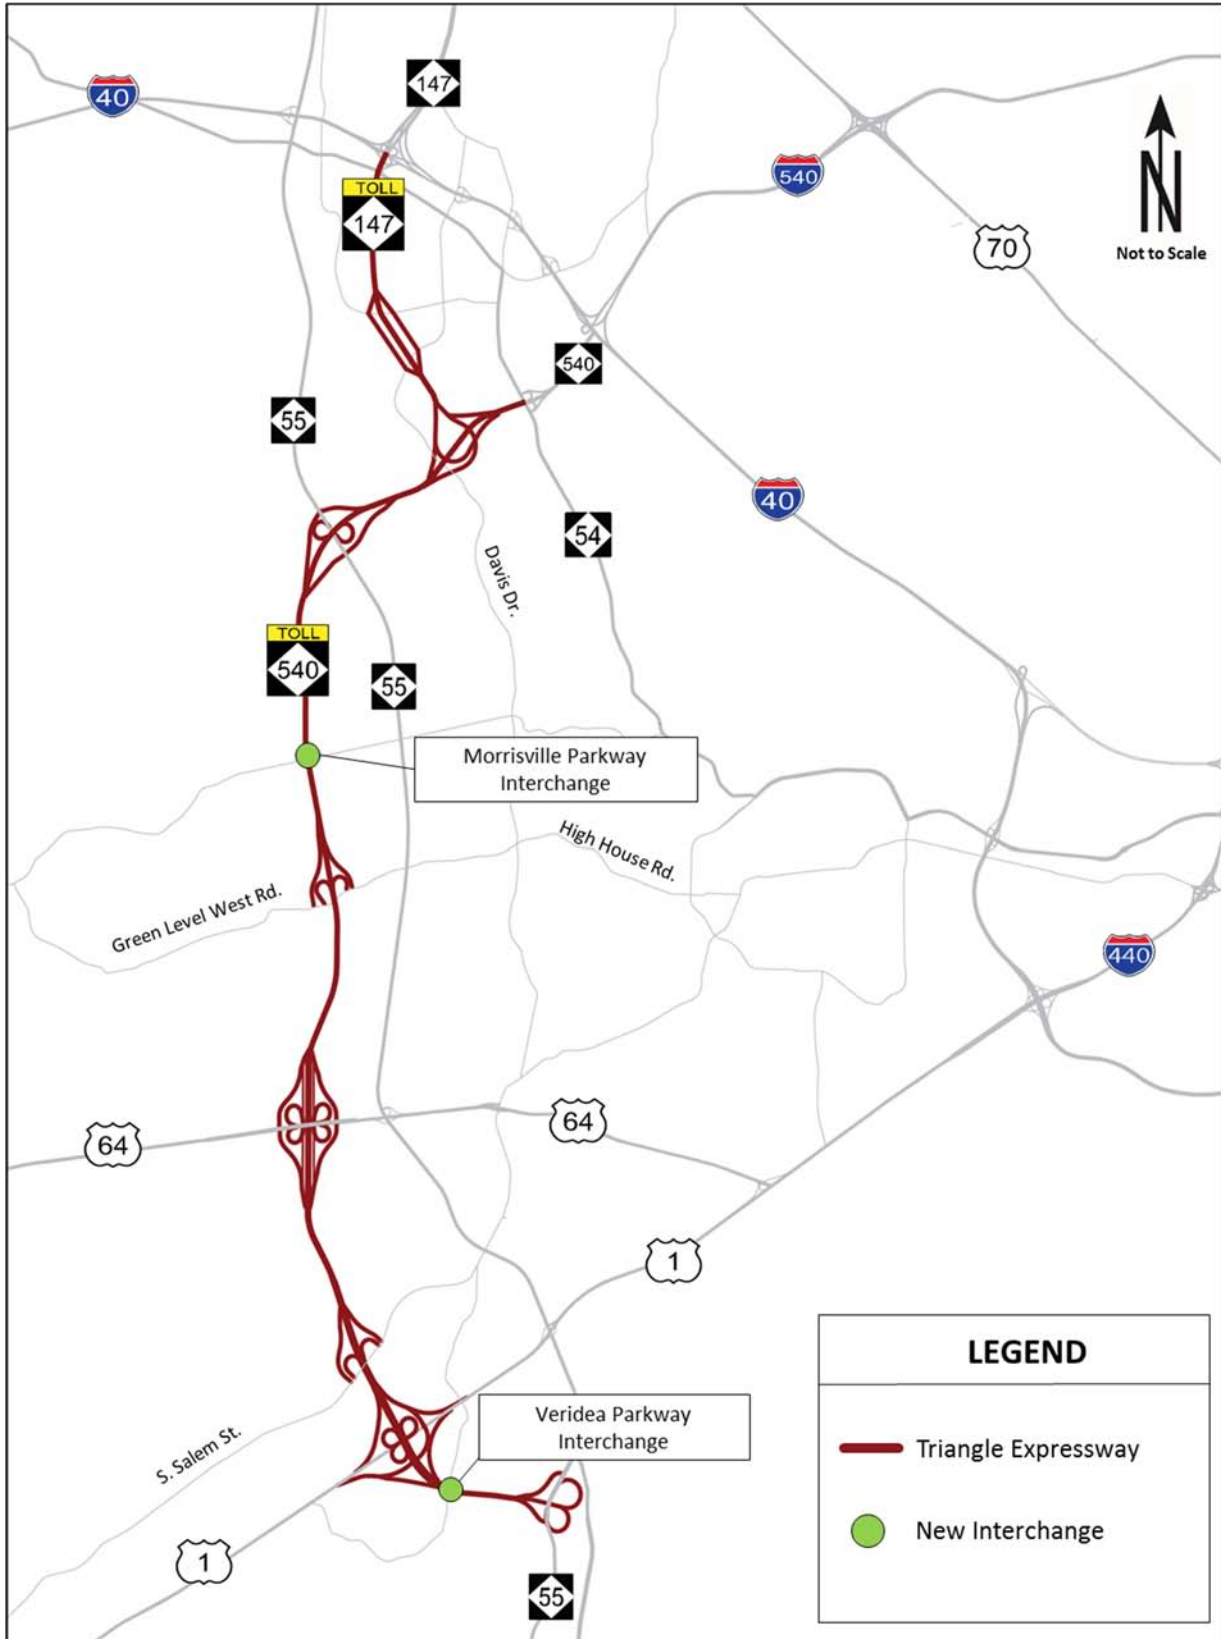 147
40
540
N
Not to Scale
TOLL
147
70
540
55
40
54
Davis Dr.
TOLL
540
55
Morrisville Parkway
Interchange
High House Rd.
Green Level West Rd.
440
64
64
1
LEGEND
Triangle Expressway
New Interchange
Veridea Parkway
Interchange
S. Salem St.
1
55